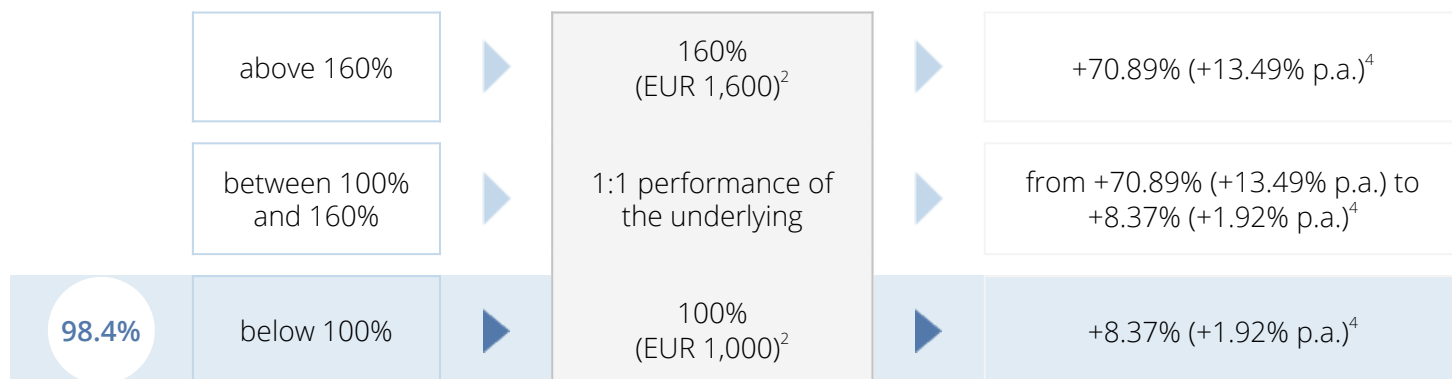 above 160%
160%
(EUR 1,600)2
+70.89% (+13.49% p.a.)4
between 100%
and 160%
1:1 performance of
the underlying
from +70.89% (+13.49% p.a.) to
+8.37% (+1.92% p.a.)4
98.4%
below 100%
100%
(EUR 1,000)2
+8.37% (+1.92% p.a.)4